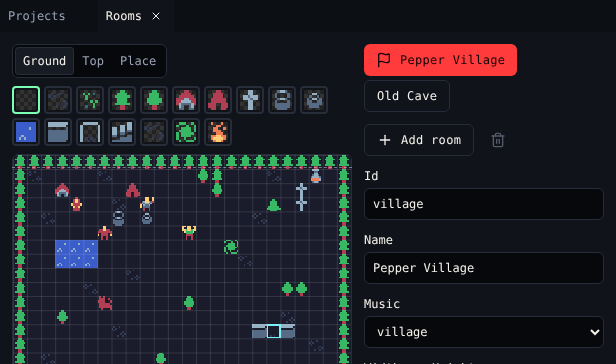 Projects
Rooms
Ground Top Place
Pepper Village
Old Cave
Add room
Id
village
Name
Pepper Village
Music
village